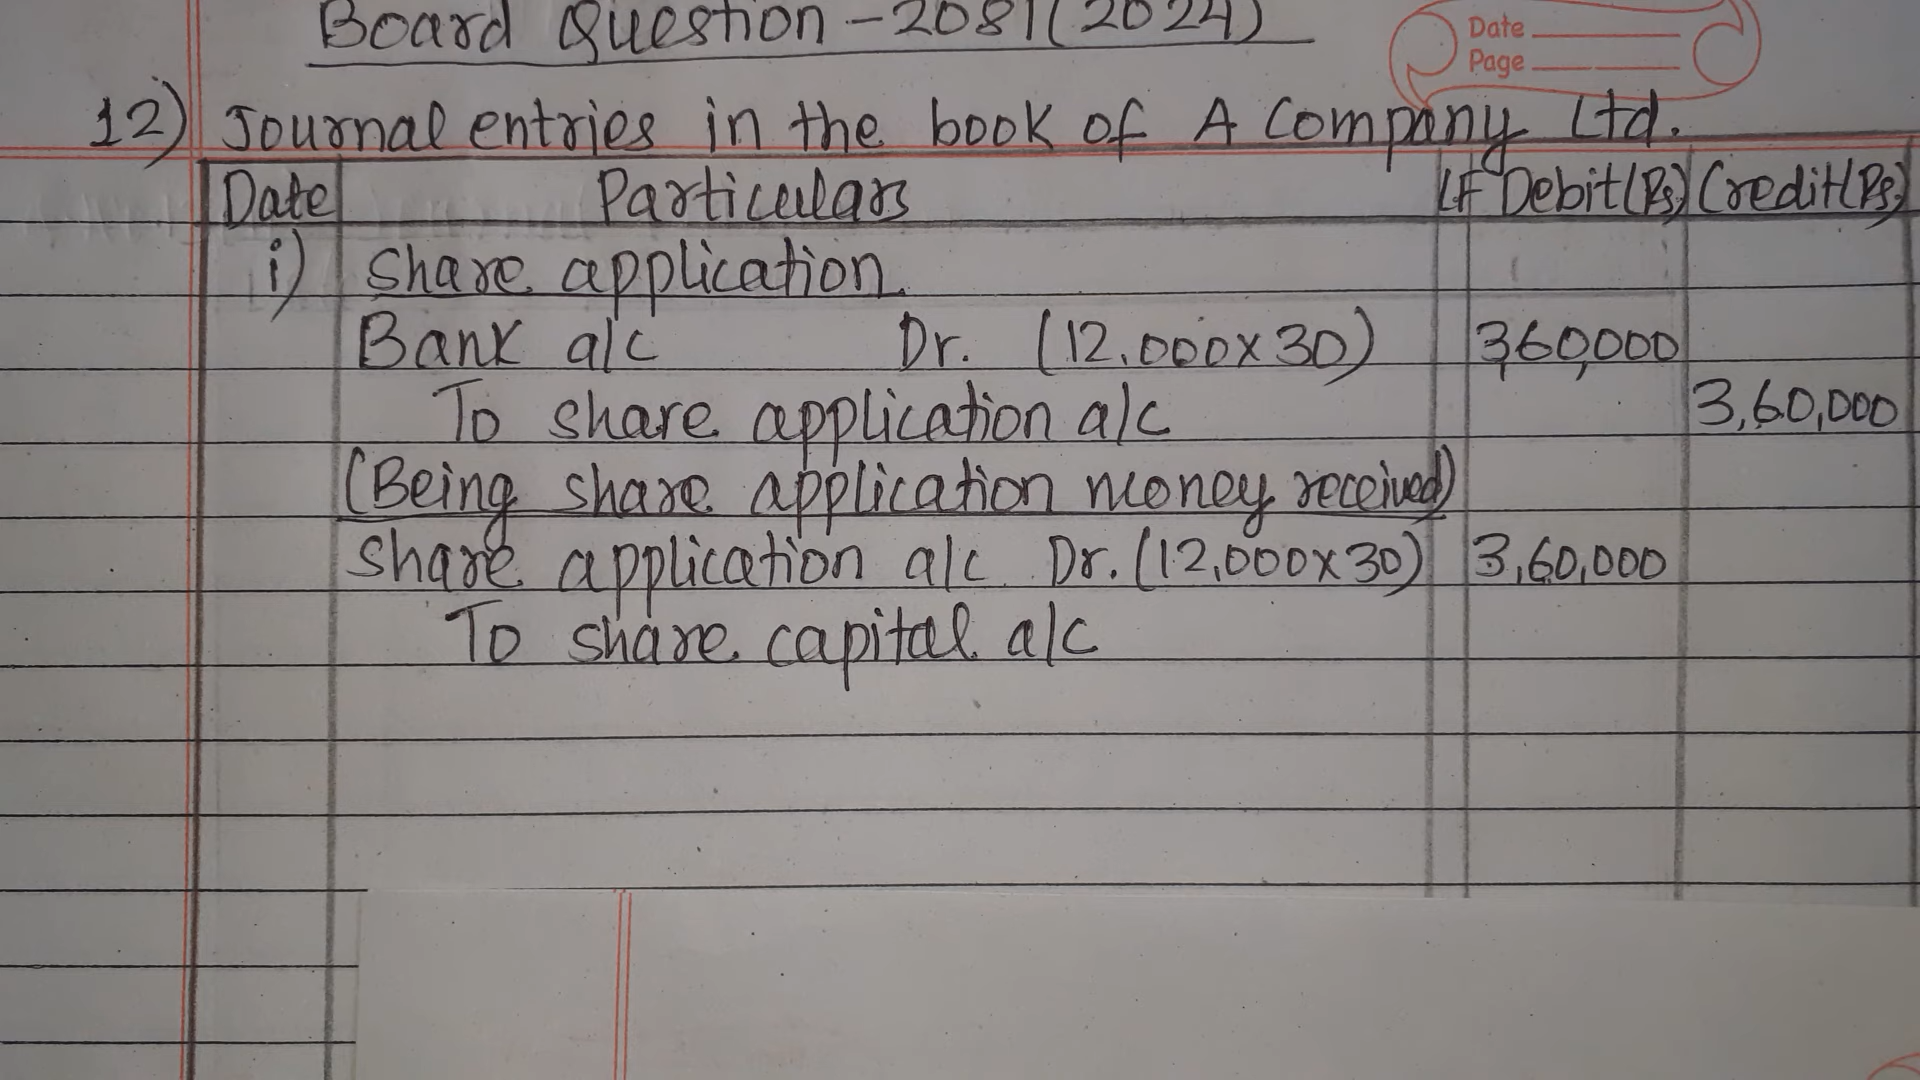 Board Question - 2081 (2024)
Date
Page
12) Journal entries in the book of A Company Ltd.
Date Particulars LF Debit(Rs) Credit(Rs)
i) Share application
Bank a/c Dr. (12,000x30) 3,60,000
To share application a/c 3,60,000
(Being share application money received)
Share application a/c Dr. (12,000x30) 3,60,000
To share capital a/c